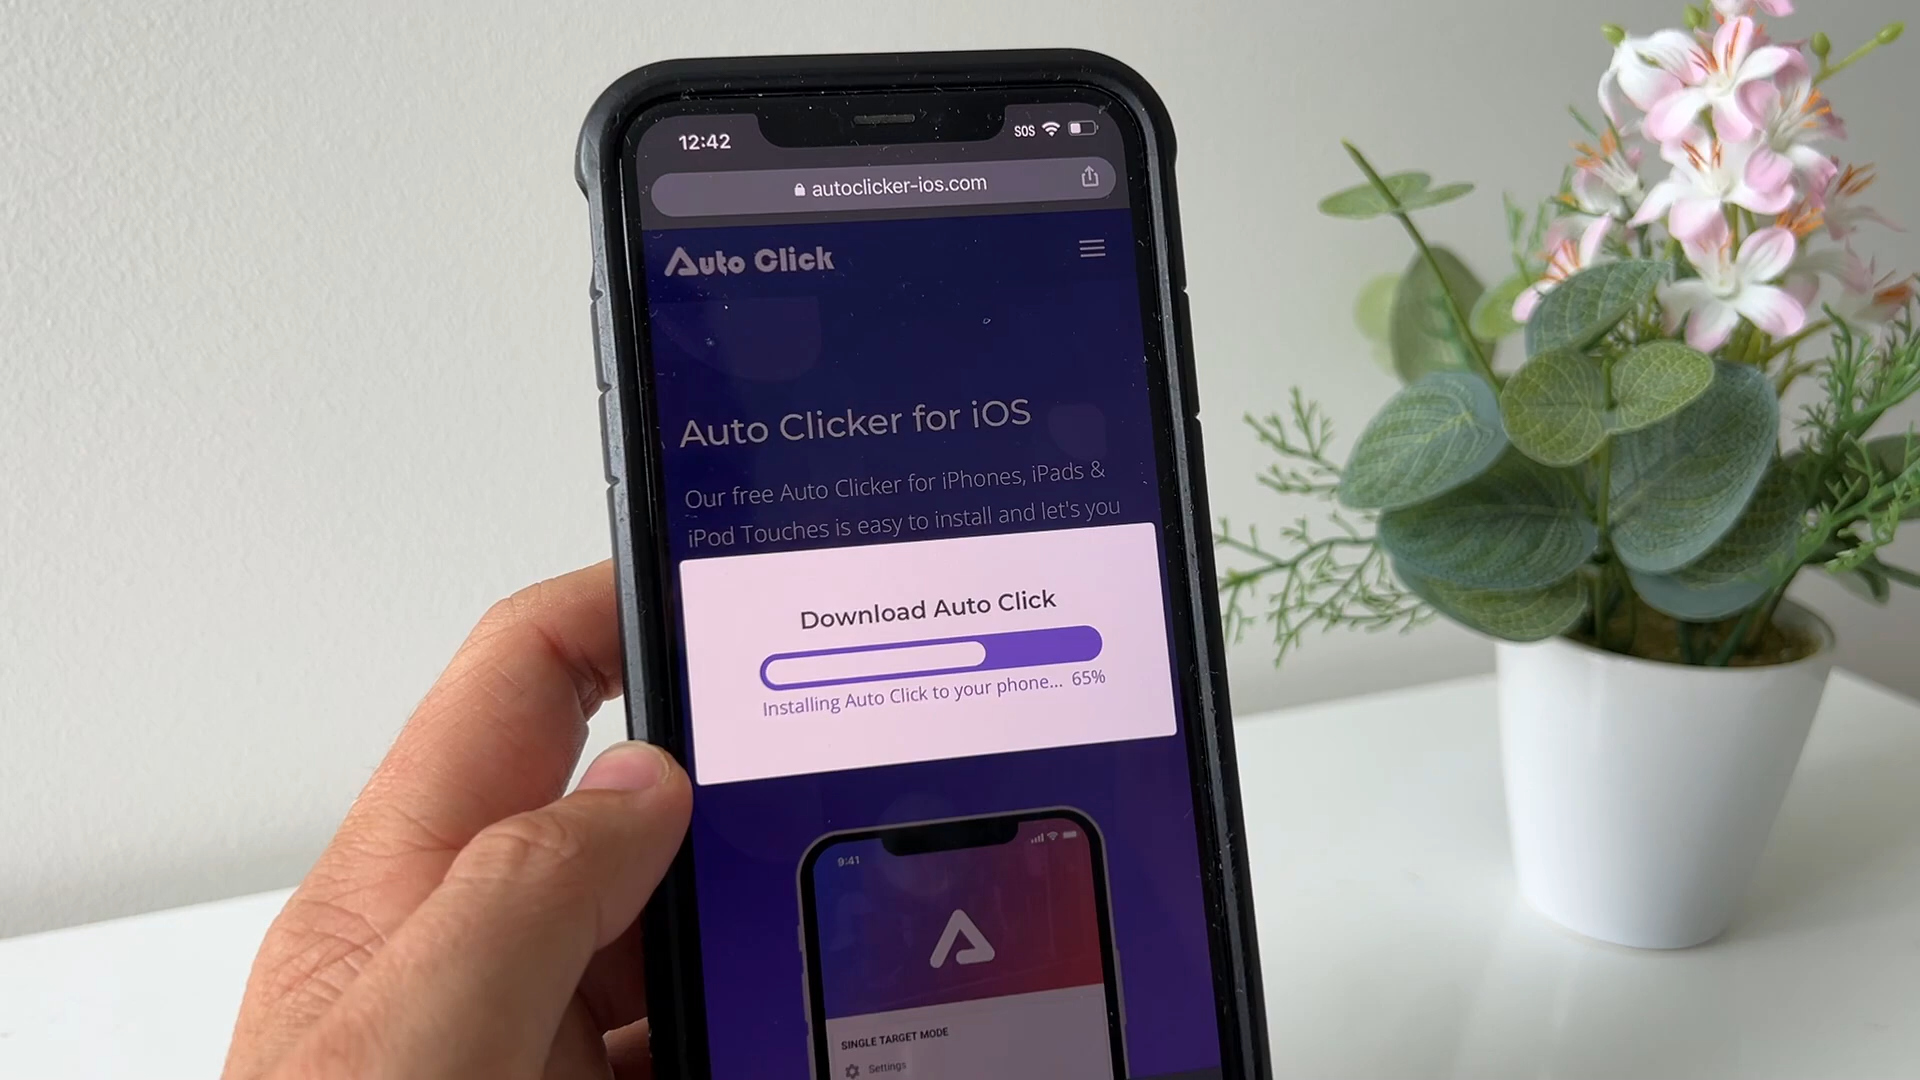 12:42
SOS
autoclicker-ios.com
Auto Click
Auto Clicker for iOS
Our free Auto Clicker for iPhones, iPads &
iPod Touches is easy to install and let's you
Download Auto Click
Installing Auto Click to your phone... 65%
9:41
SINGLE TARGET MODE
Settings